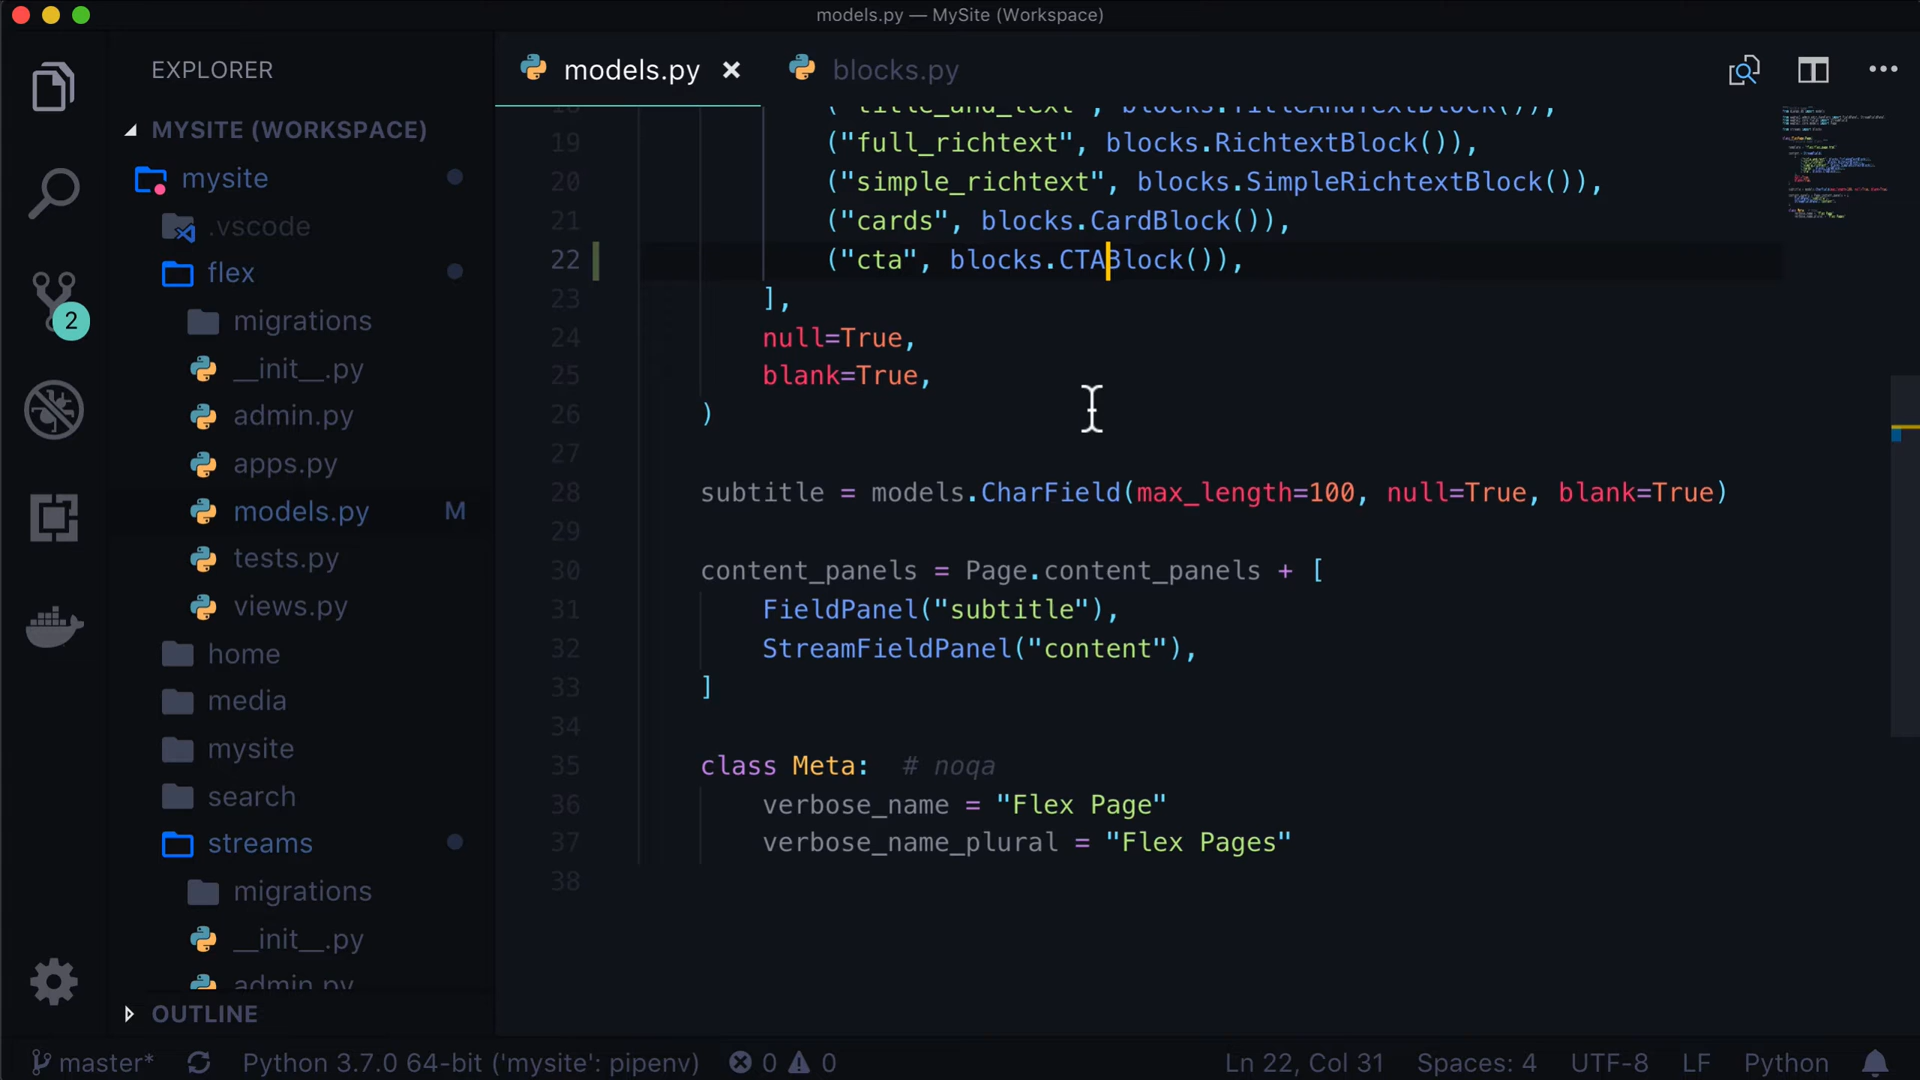 models.py — MySite (Workspace)
EXPLORER
models.py
blocks.py
MYSITE (WORKSPACE)
mysite
.vscode
flex
migrations
__init__.py
admin.py
apps.py
models.py M
tests.py
views.py
home
media
mysite
search
streams
migrations
__init__.py
admin.py
OUTLINE
2
18 ("title_and_text", blocks.TitleAndTextBlock()),
19 ("full_richtext", blocks.RichtextBlock()),
20 ("simple_richtext", blocks.SimpleRichtextBlock()),
21 ("cards", blocks.CardBlock()),
22 ("cta", blocks.CTABlock()),
23 ],
24 null=True,
25 blank=True,
26 )
27
28 subtitle = models.CharField(max_length=100, null=True, blank=True)
29
30 content_panels = Page.content_panels + [
31 FieldPanel("subtitle"),
32 StreamFieldPanel("content"),
33 ]
34
35 class Meta:  # noqa
36 verbose_name = "Flex Page"
37 verbose_name_plural = "Flex Pages"
38
master* Python 3.7.0 64-bit ('mysite': pipenv) 0 0 Ln 22, Col 31 Spaces: 4 UTF-8 LF Python